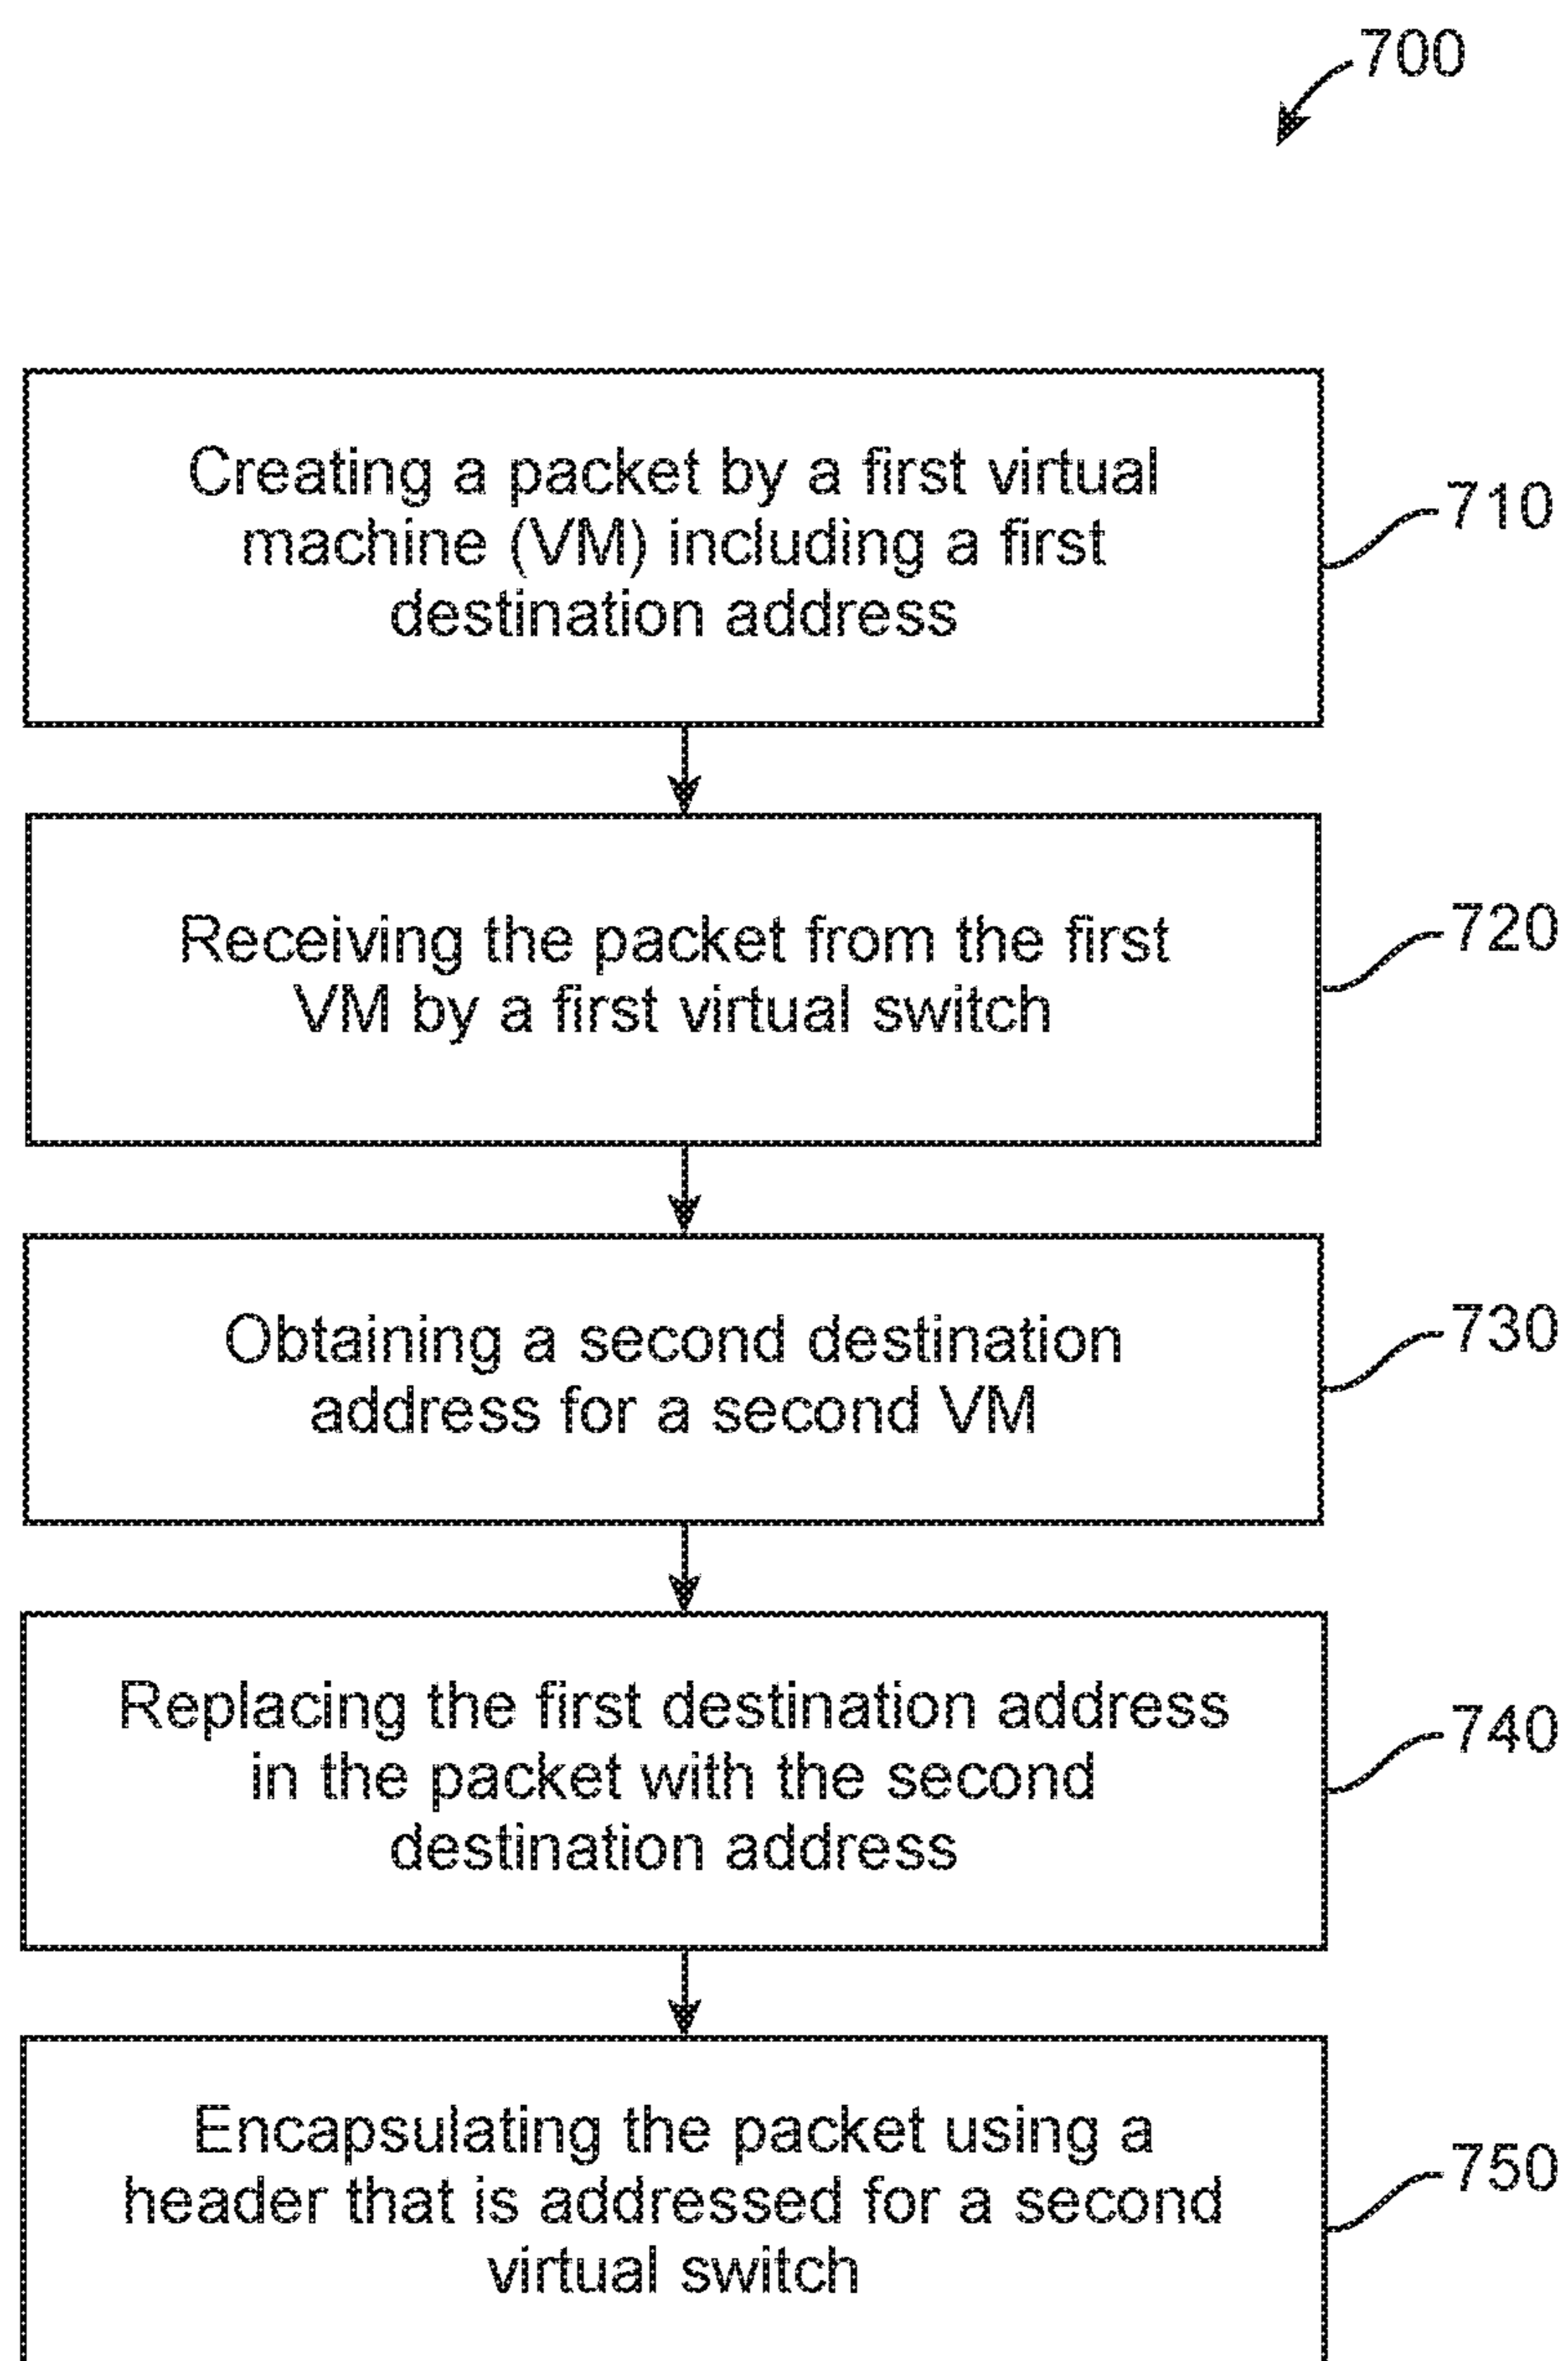 700
Creating a packet by a first virtual
machine (VM) including a first
destination address
710
Receiving the packet from the first
VM by a first virtual switch
720
Obtaining a second destination
address for a second VM
730
Replacing the first destination address
in the packet with the second
destination address
740
Encapsulating the packet using a
header that is addressed for a second
virtual switch
750